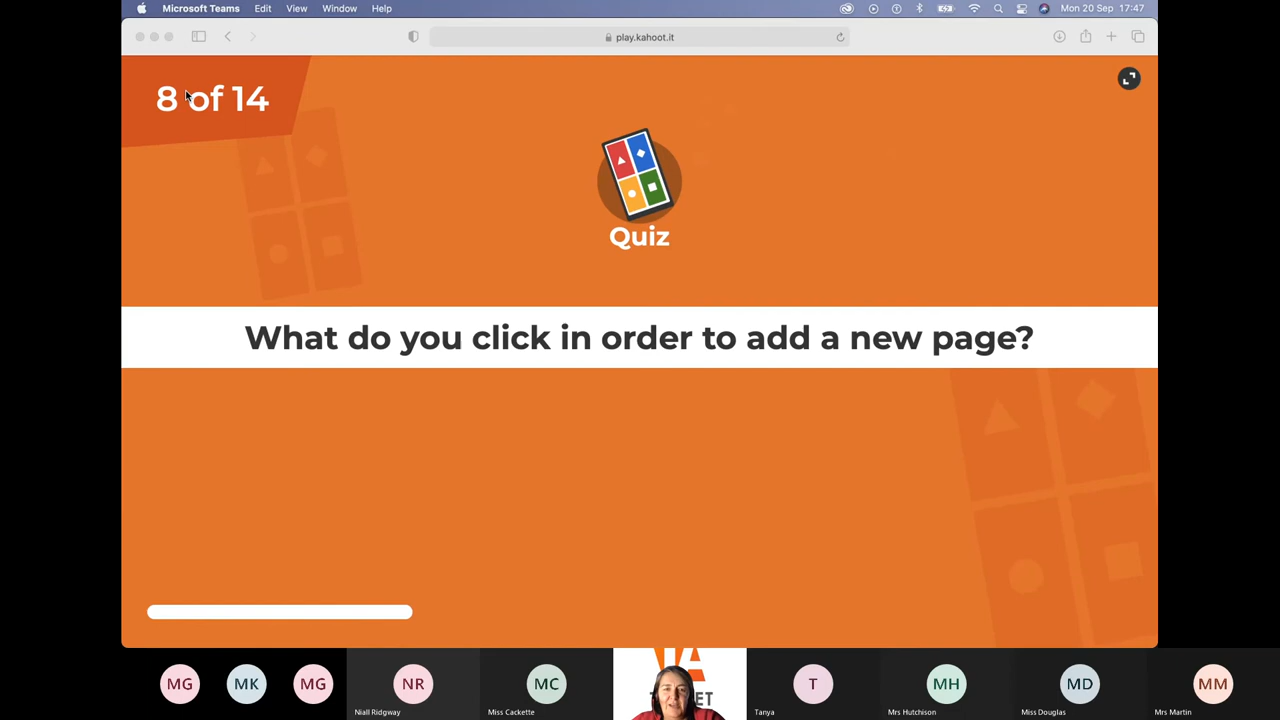 Microsoft Teams Edit View Window Help Mon 20 Sep 17:47
play.kahoot.it
8 of 14
Quiz
What do you click in order to add a new page?
MG MK MG NR MC T MH MD MM
Niall Ridgway Miss Cackette Tanya Mrs Hutchison Miss Douglas Mrs Martin